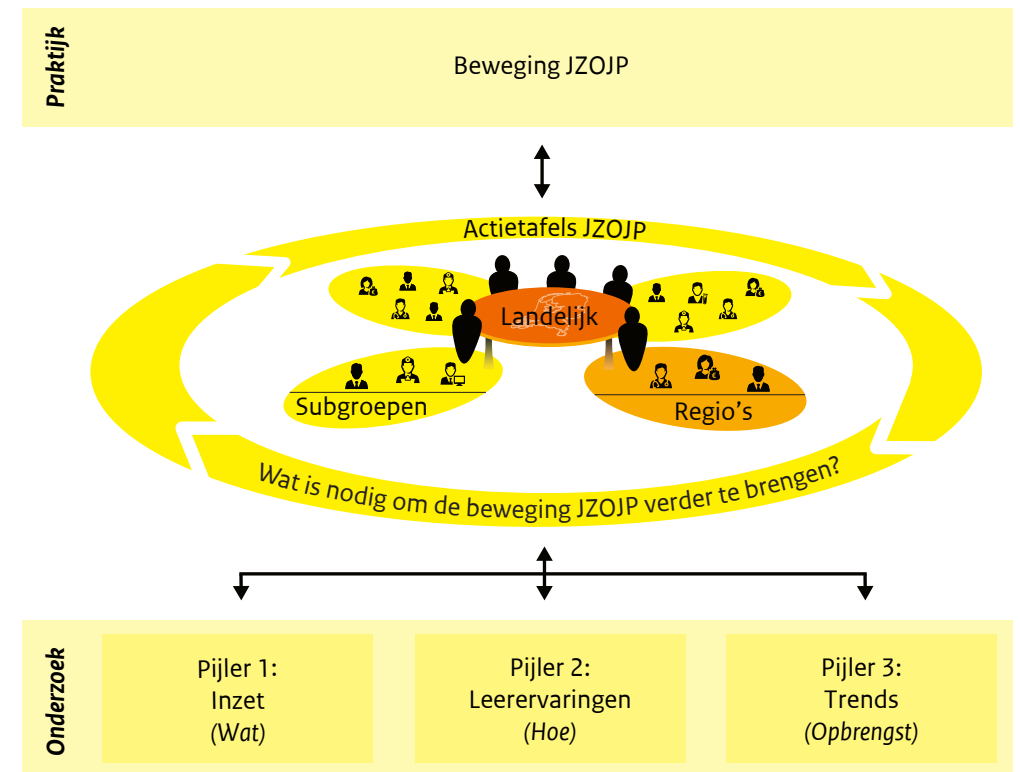 Praktijk
Beweging JZOJP
Actietafels JZOJP
Landelijk
Subgroepen
Regio's
Wat is nodig om de beweging JZOJP verder te brengen?
Onderzoek
Pijler 1:
Inzet
(Wat)
Pijler 2:
Leerervaringen
(Hoe)
Pijler 3:
Trends
(Opbrengst)